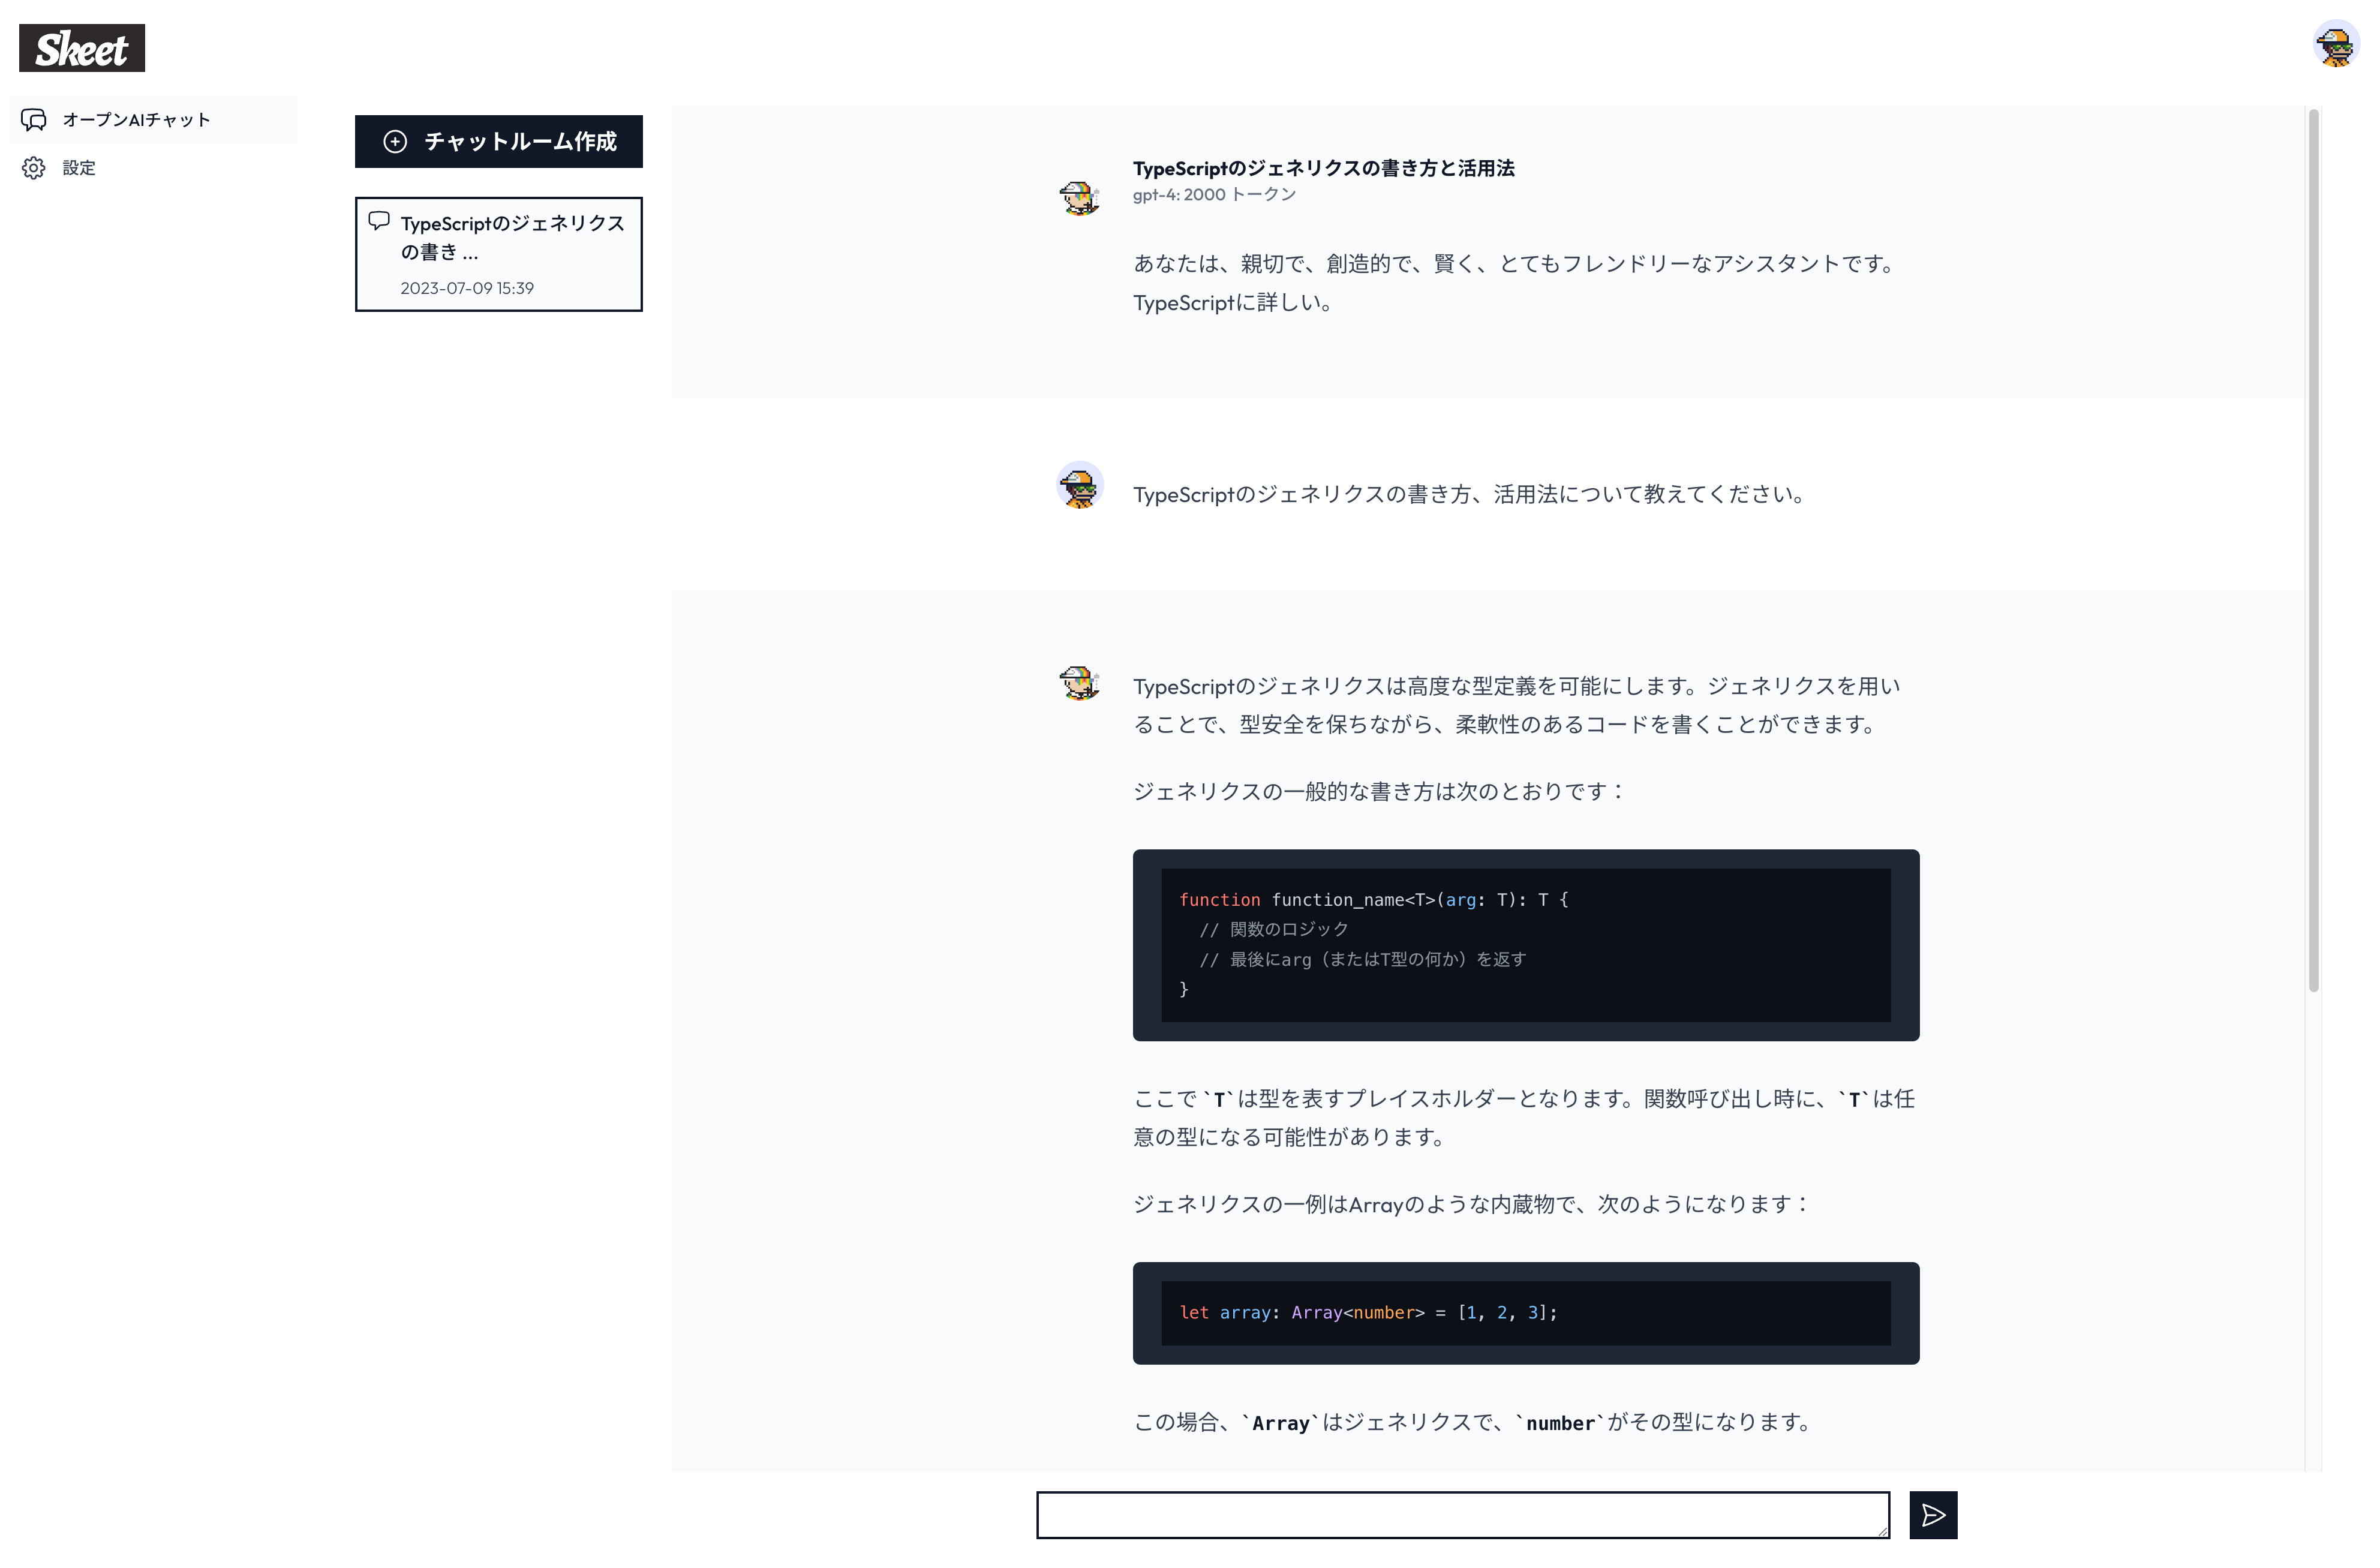 Skeet
オープンAIチャット
設定
チャットルーム作成
TypeScriptのジェネリクス
の書き ...
2023-07-09 15:39
TypeScriptのジェネリクスの書き方と活用法
gpt-4: 2000 トークン
あなたは、親切で、創造的で、賢く、とてもフレンドリーなアシスタントです。
TypeScriptに詳しい。
TypeScriptのジェネリクスの書き方、活用法について教えてください。
TypeScriptのジェネリクスは高度な型定義を可能にします。ジェネリクスを用い
ることで、型安全を保ちながら、柔軟性のあるコードを書くことができます。
ジェネリクスの一般的な書き方は次のとおりです：
function function_name<T>(arg: T): T {
  // 関数のロジック
  // 最後にarg（またはT型の何か）を返す
}
ここで `T`は型を表すプレイスホルダーとなります。関数呼び出し時に、`T`は任
意の型になる可能性があります。
ジェネリクスの一例はArrayのような内蔵物で、次のようになります：
let array: Array<number> = [1, 2, 3];
この場合、`Array`はジェネリクスで、`number`がその型になります。